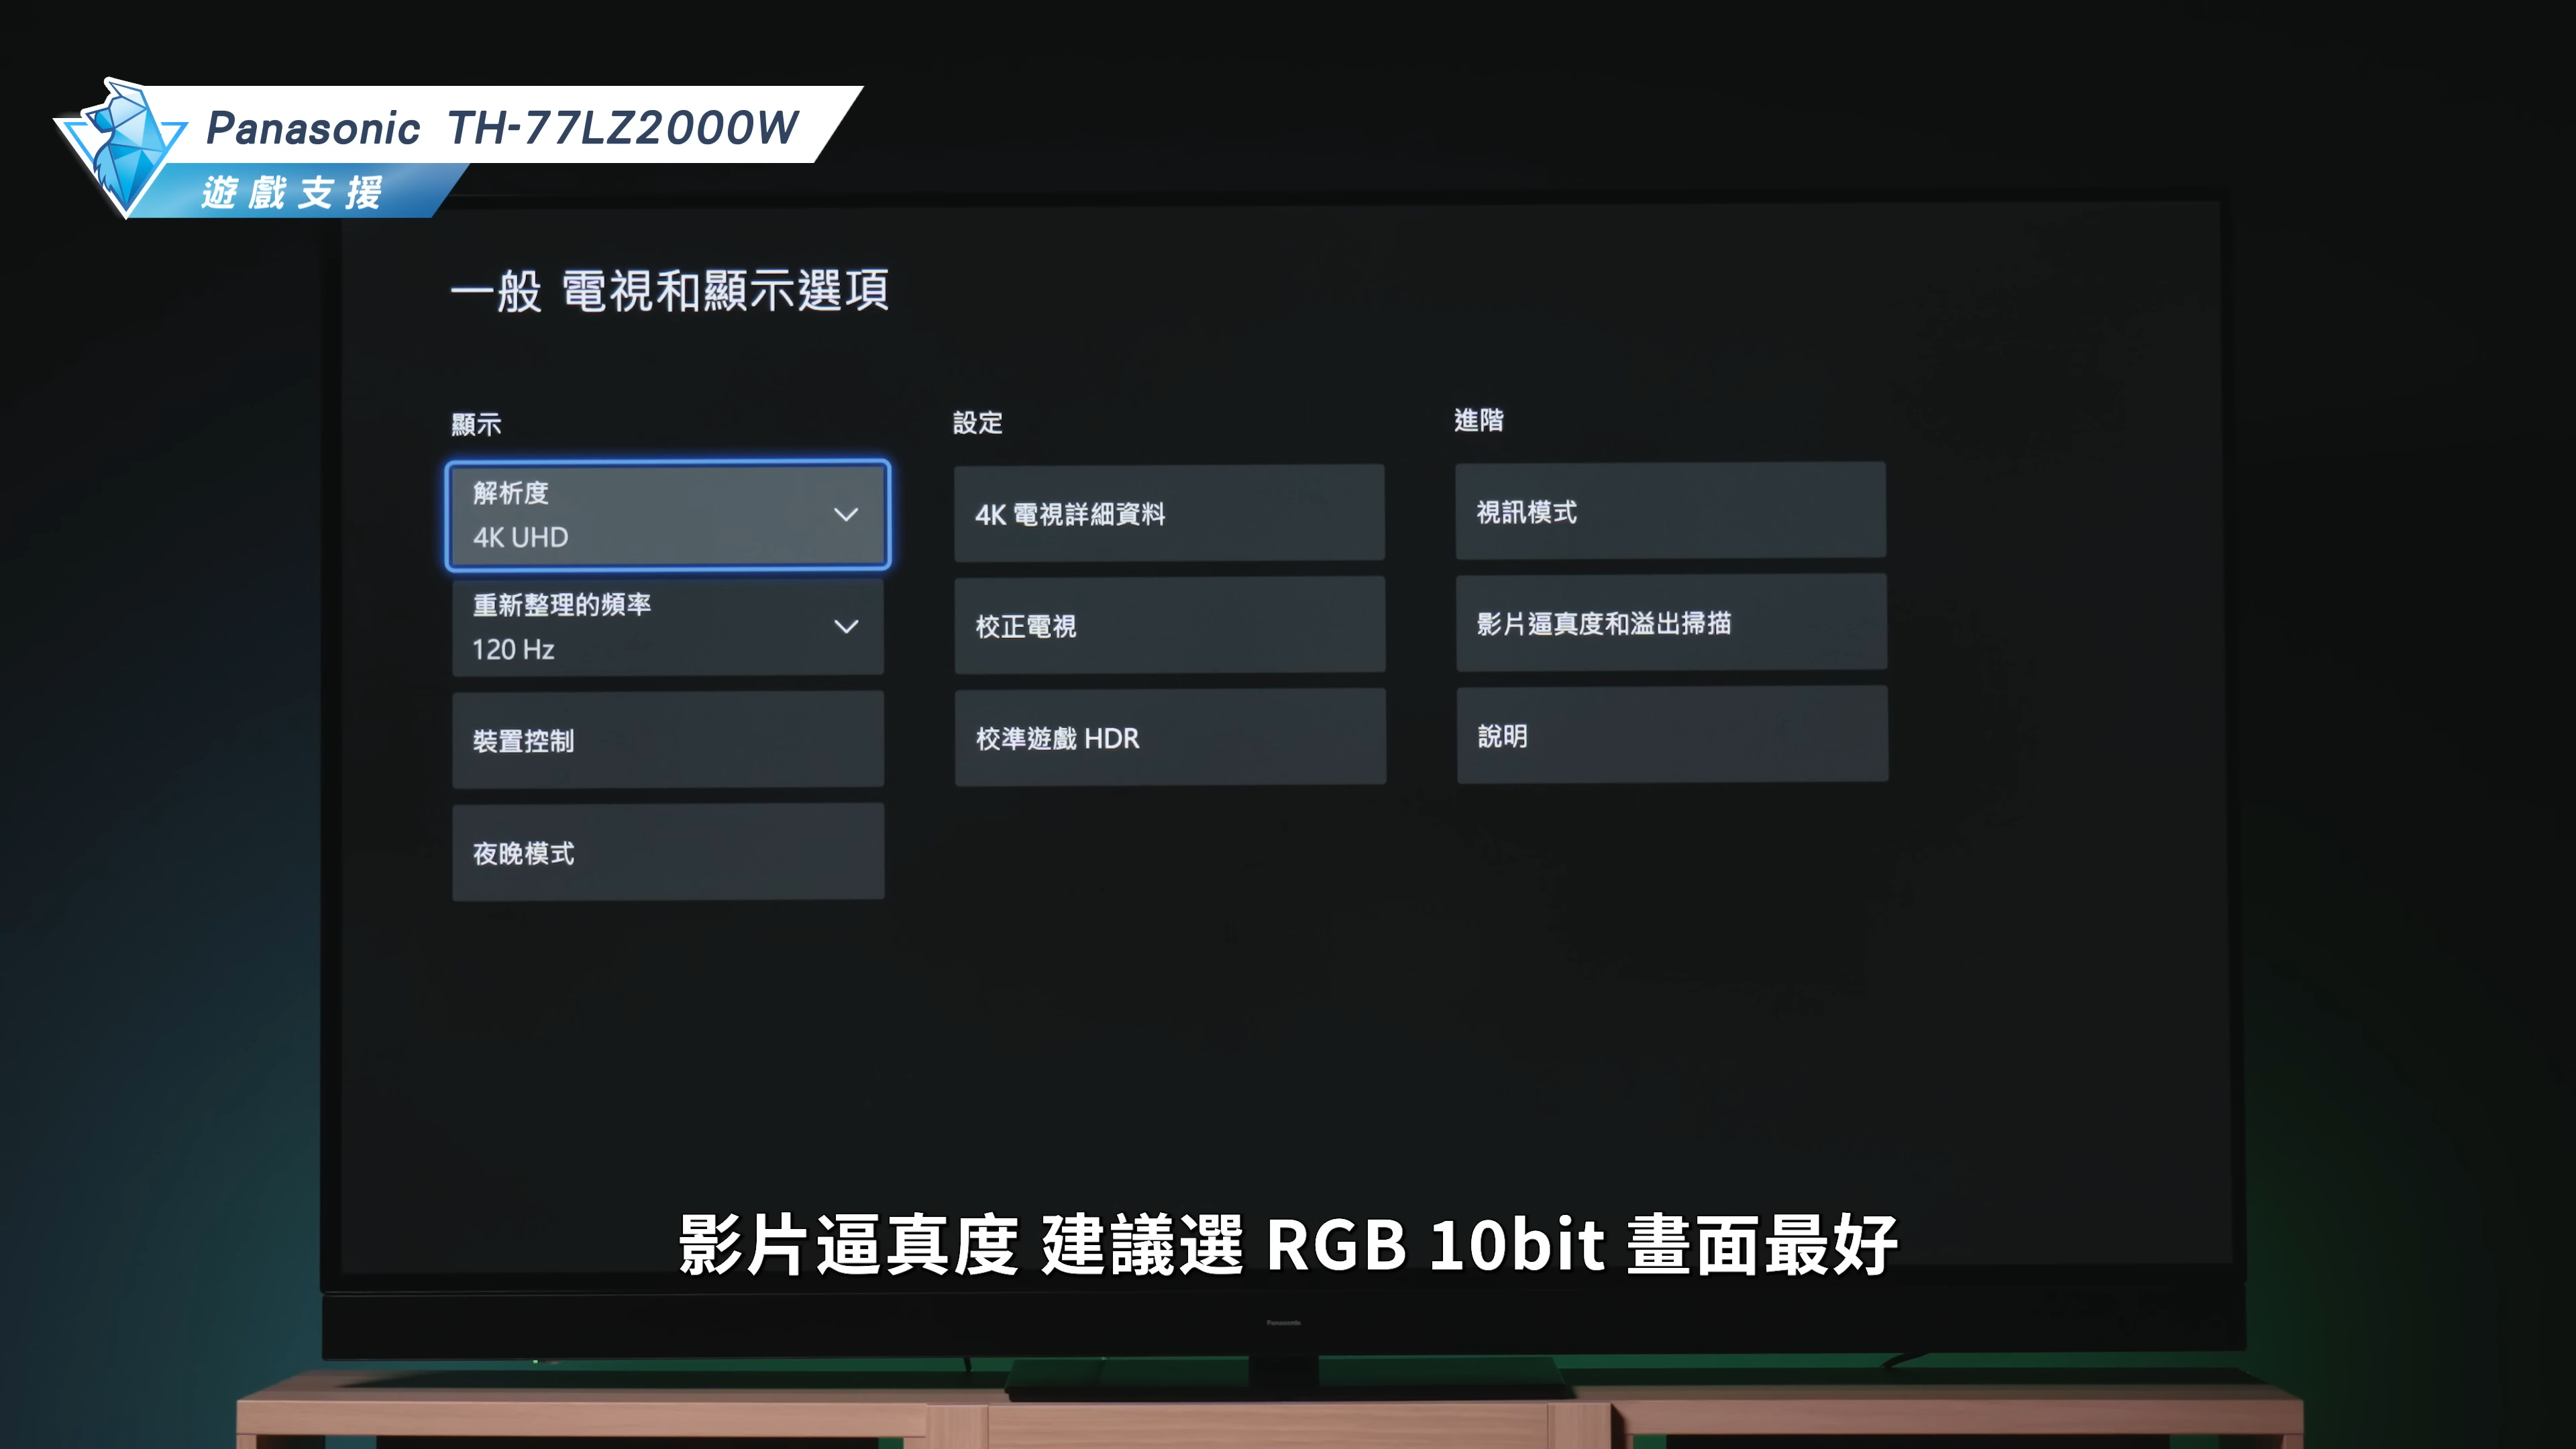 Panasonic TH-77LZ2000W
遊戲支援
一般 電視和顯示選項
顯示
解析度
4K UHD
重新整理的頻率
120 Hz
裝置控制
夜晚模式
設定
4K 電視詳細資料
校正電視
校準遊戲 HDR
進階
視訊模式
影片逼真度和溢出掃描
說明
影片逼真度 建議選 RGB 10bit 畫面最好
Panasonic